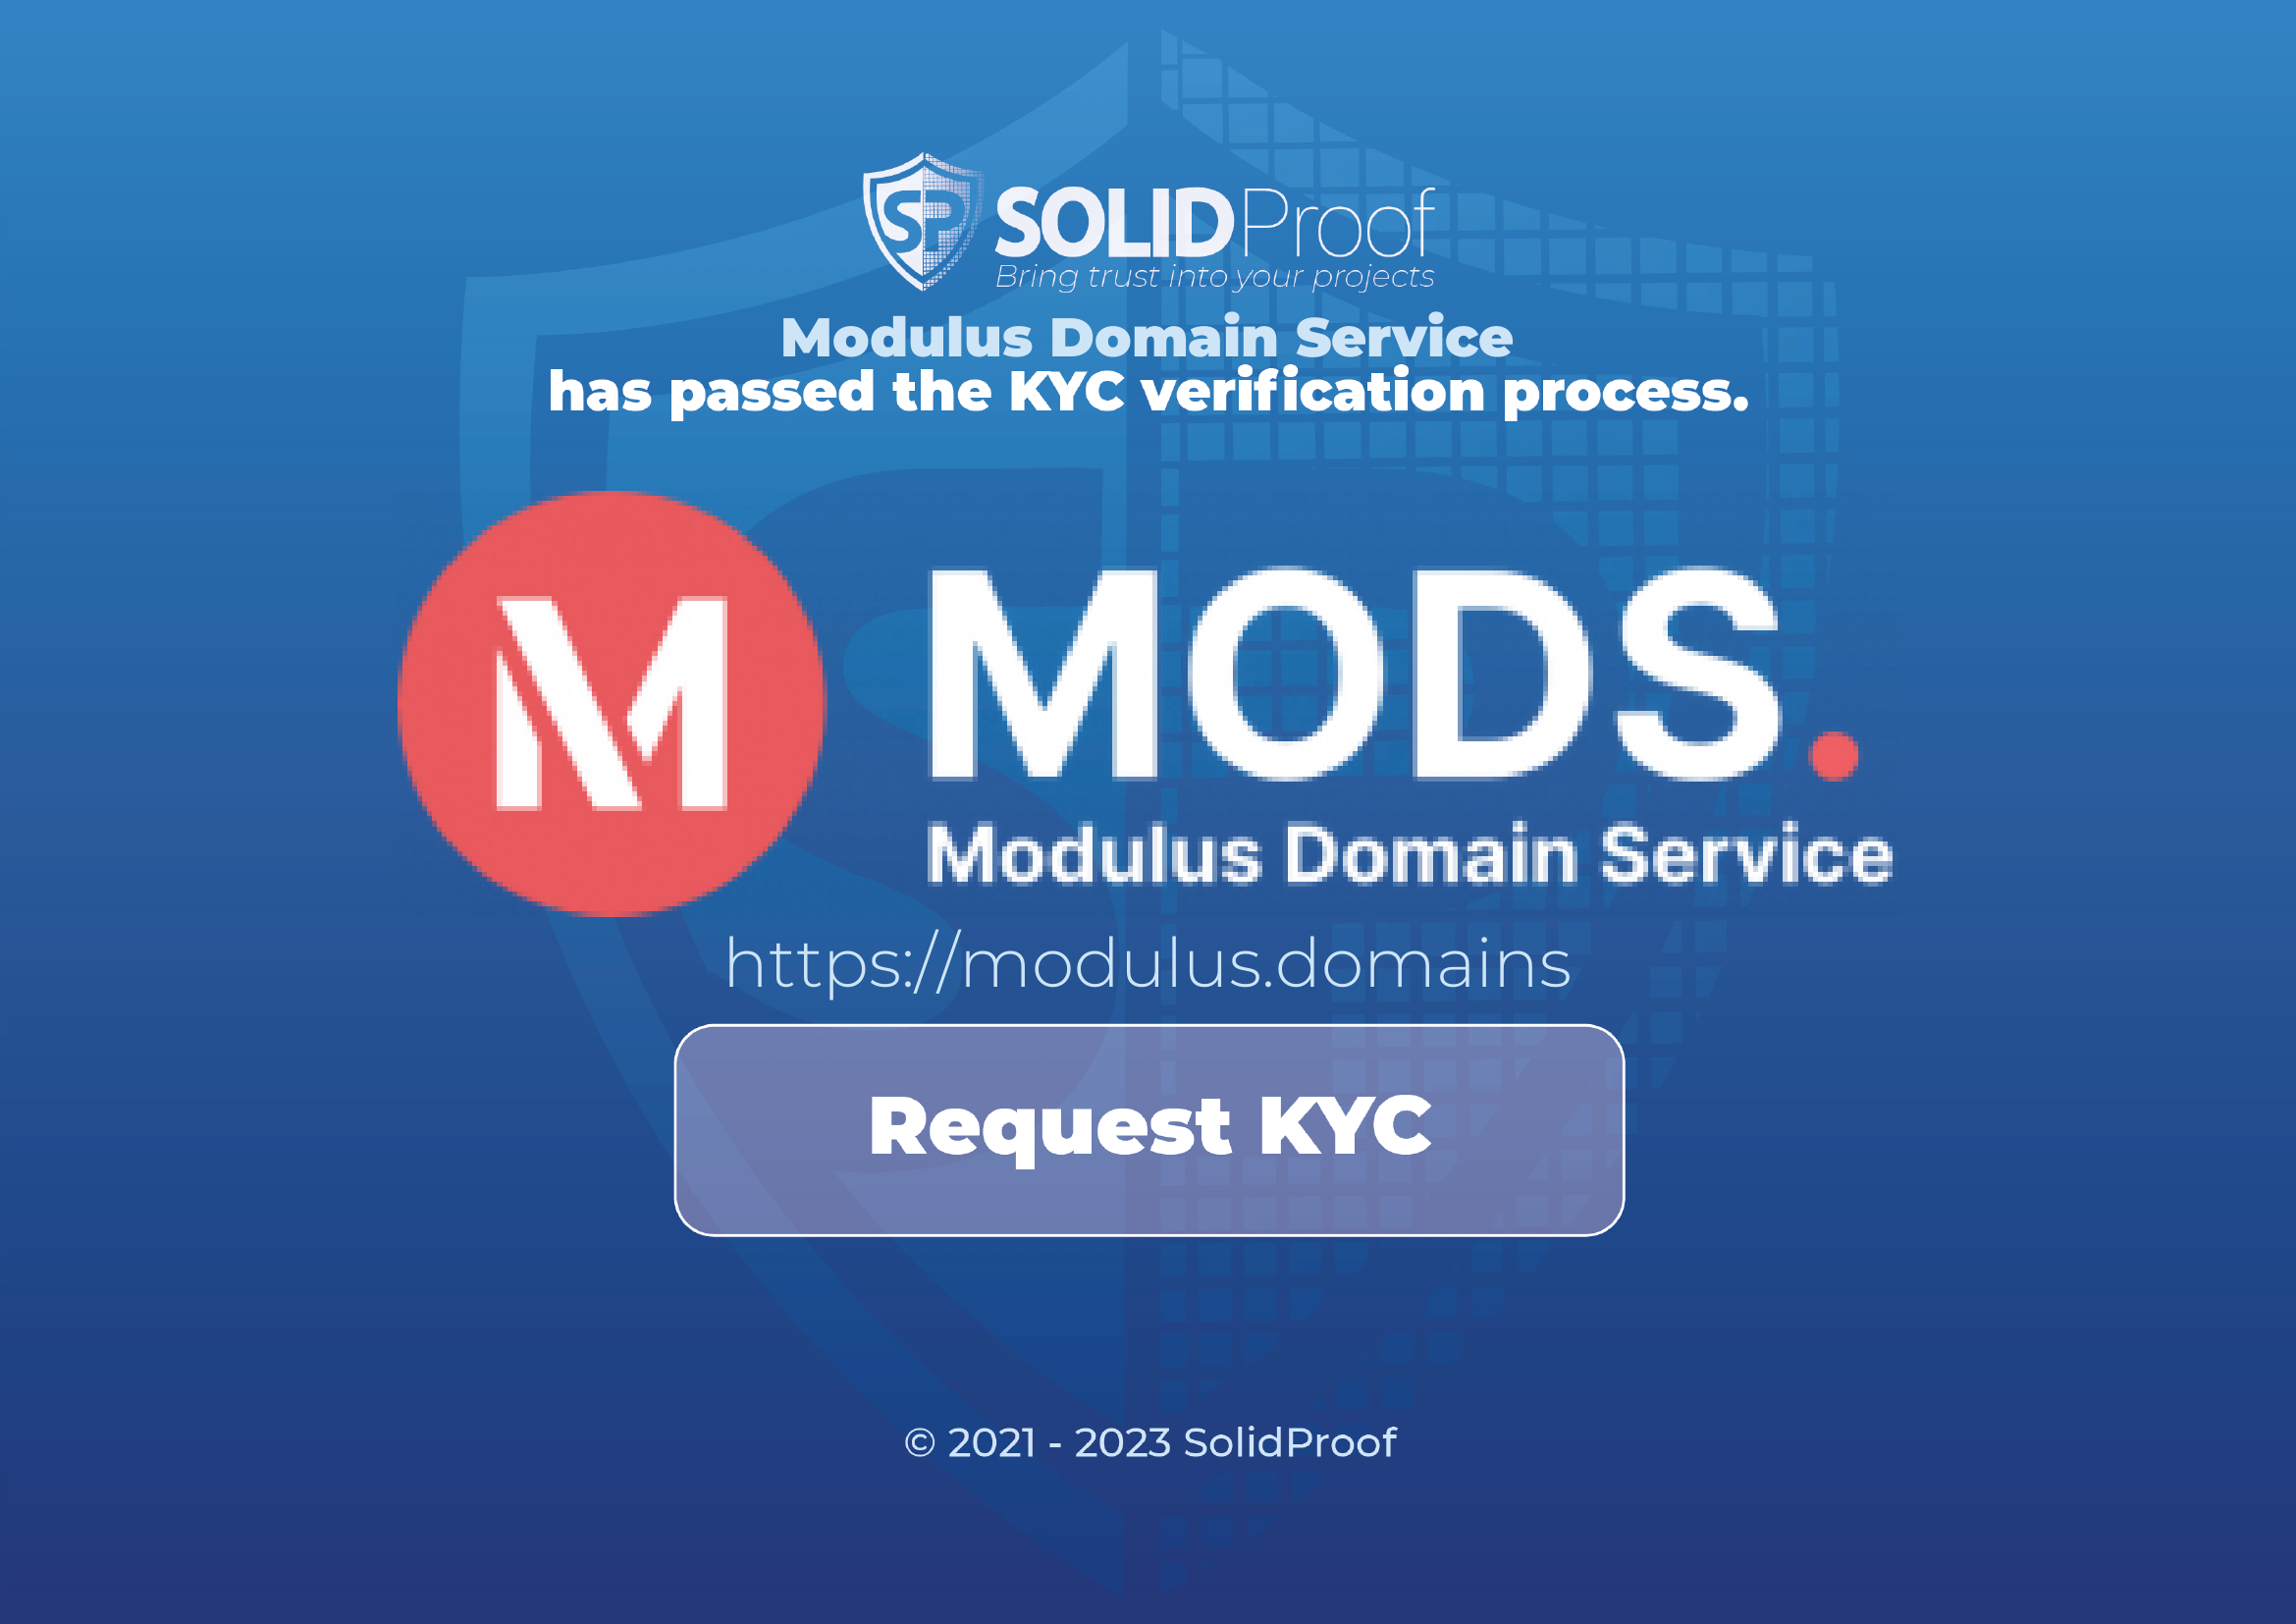 SP SOLIDProof
Bring trust into your projects
Modulus Domain Service
has passed the KYC verification process.
M MODS.
Modulus Domain Service
https://modulus.domains
Request KYC
© 2021 - 2023 SolidProof